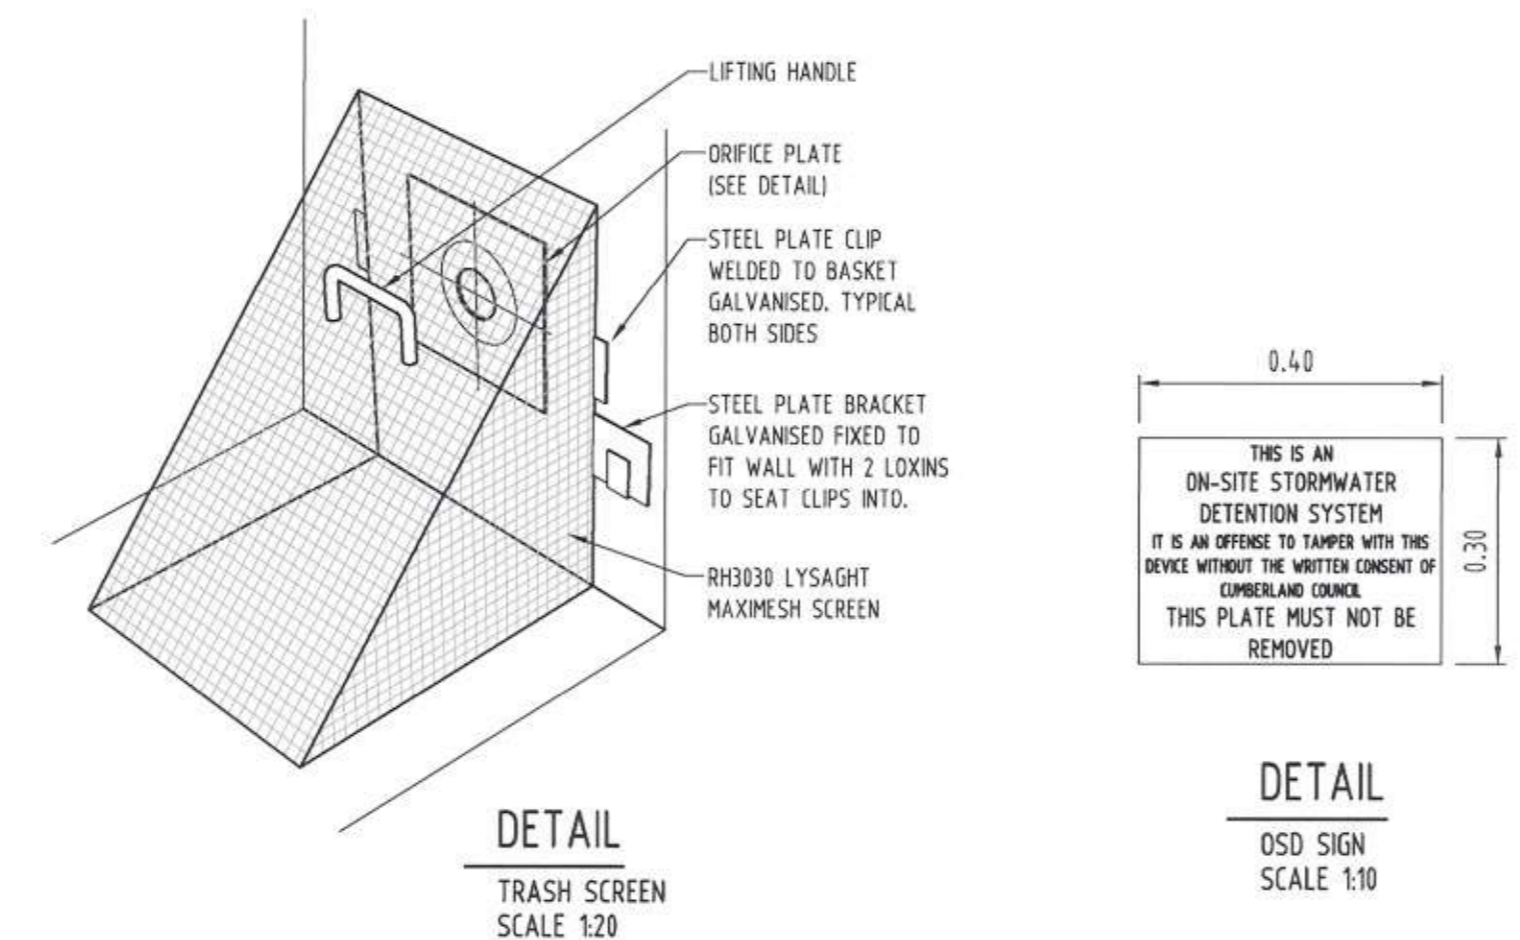 LIFTING HANDLE
ORIFICE PLATE
(SEE DETAIL)
STEEL PLATE CLIP
WELDED TO BASKET
GALVANISED. TYPICAL
BOTH SIDES
STEEL PLATE BRACKET
GALVANISED FIXED TO
FIT WALL WITH 2 LOXINS
TO SEAT CLIPS INTO.
RH3030 LYSAGHT
MAXIMESH SCREEN
DETAIL
TRASH SCREEN
SCALE 1:20
0.40
THIS IS AN
ON-SITE STORMWATER
DETENTION SYSTEM
IT IS AN OFFENSE TO TAMPER WITH THIS
DEVICE WITHOUT THE WRITTEN CONSENT OF
CUMBERLAND COUNCIL
THIS PLATE MUST NOT BE
REMOVED
0.30
DETAIL
OSD SIGN
SCALE 1:10